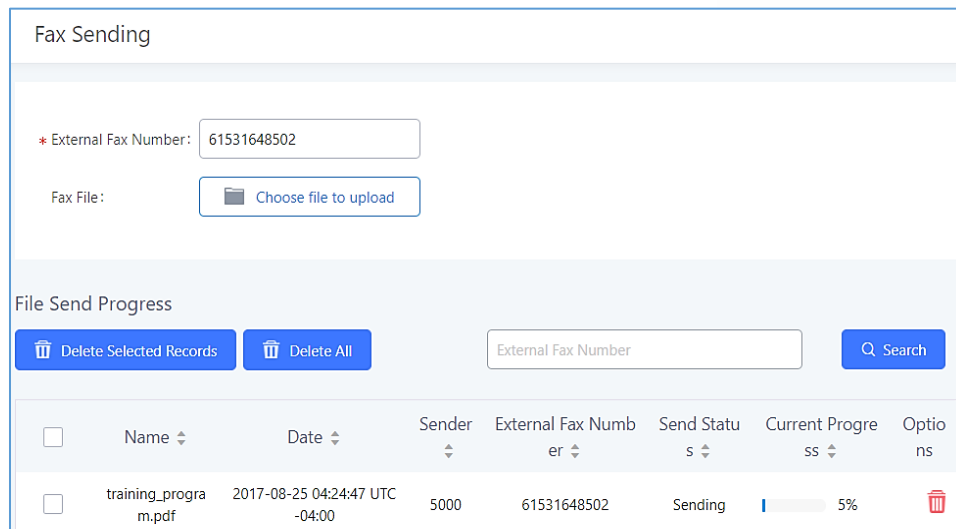 Fax Sending
* External Fax Number: 61531648502
Fax File: Choose file to upload
File Send Progress
Delete Selected Records Delete All External Fax Number Search
Name Date Sender External Fax Numb Send Statu Current Progre Optio
er s ss ns
training_progra 2017-08-25 04:24:47 UTC 5000 61531648502 Sending 5%
m.pdf -04:00